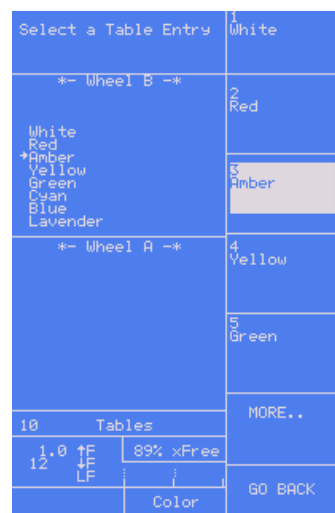 Select a Table Entry
*- Wheel B -*
White
Red
→Amber
Yellow
Green
Cyan
Blue
Lavender
*- Wheel A -*
10 Tables
1.0 ↑F
12 ↓F
LF
89% xFree
Color
1
White
2
Red
3
Amber
4
Yellow
5
Green
MORE..
GO BACK